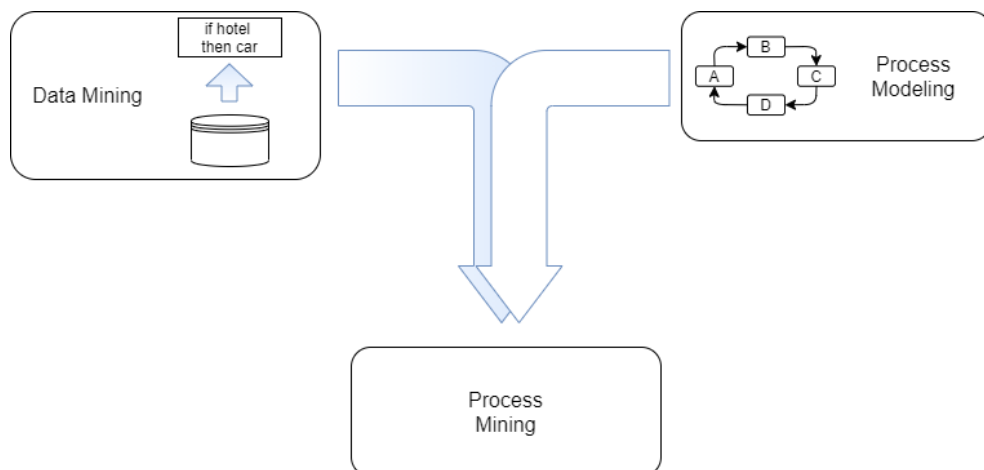 if hotel
then car
Data Mining
A
B
C
D
Process
Modeling
Process
Mining